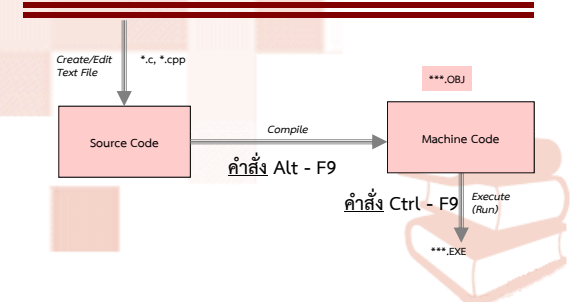 Create/Edit
Text File
*.c, *.cpp
***.OBJ
Source Code
Compile
Machine Code
คำสั่ง Alt - F9
คำสั่ง Ctrl - F9
Execute
(Run)
***.EXE